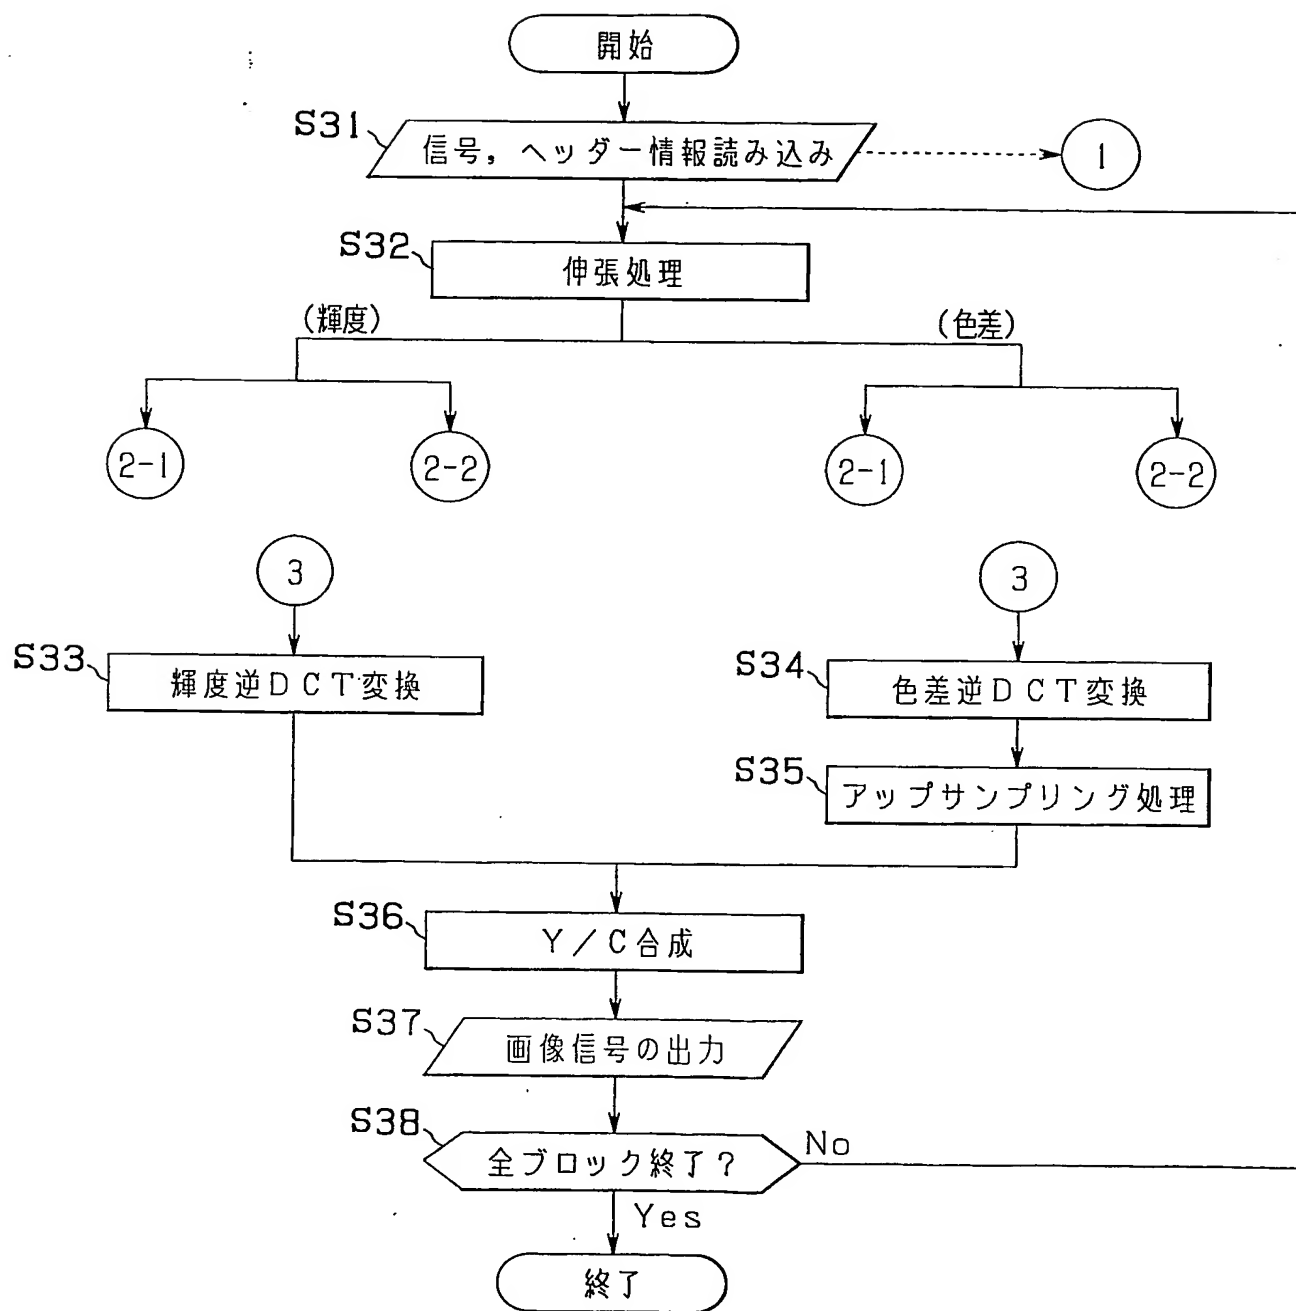 開始
S31
信号，ヘッダー情報読み込み
1
S32
伸張処理
(輝度)
(色差)
2-1
2-2
2-1
2-2
3
3
S33
輝度逆DCT変換
S34
色差逆DCT変換
S35
アップサンプリング処理
S36
Y／C合成
S37
画像信号の出力
S38
全ブロック終了？
No
Yes
終了